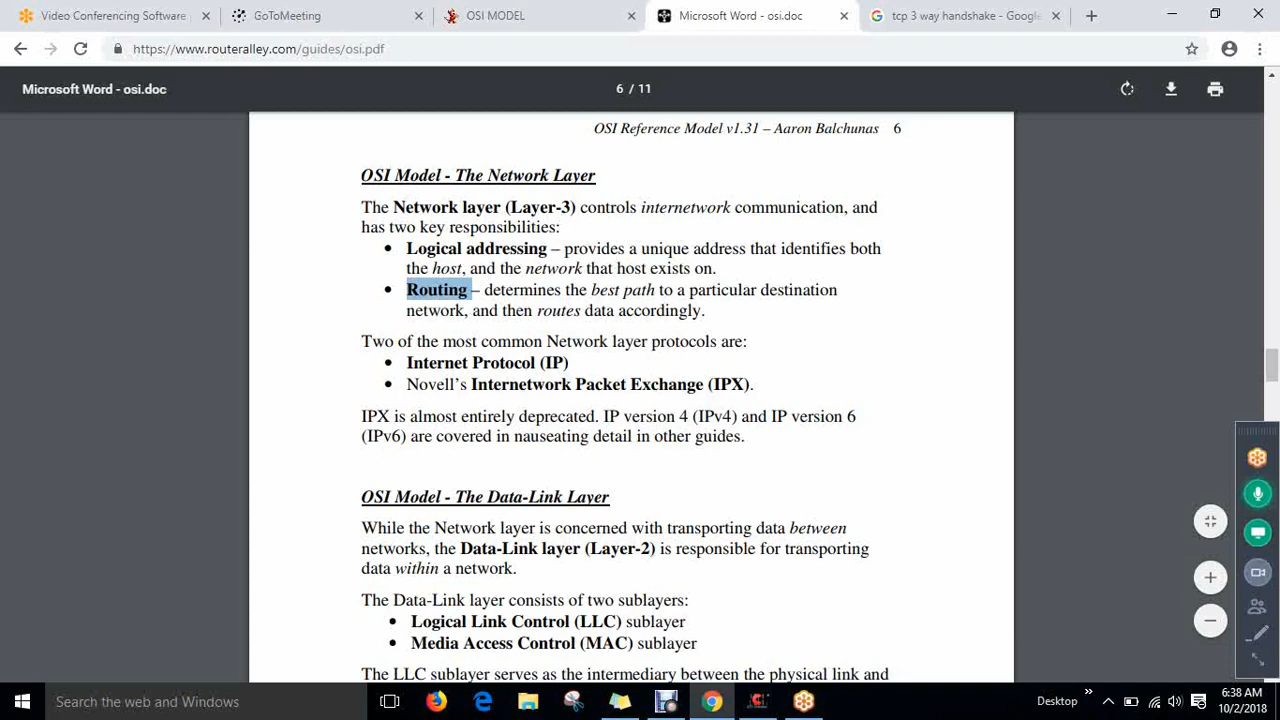 Video Conferencing Software
GoToMeeting
OSI MODEL
Microsoft Word - osi.doc
tcp 3 way handshake - Google
https://www.routeralley.com/guides/osi.pdf
Microsoft Word - osi.doc
6 / 11
OSI Reference Model v1.31 – Aaron Balchunas 6
OSI Model - The Network Layer
The Network layer (Layer-3) controls internetwork communication, and
has two key responsibilities:
• Logical addressing – provides a unique address that identifies both
the host, and the network that host exists on.
• Routing – determines the best path to a particular destination
network, and then routes data accordingly.
Two of the most common Network layer protocols are:
• Internet Protocol (IP)
• Novell’s Internetwork Packet Exchange (IPX).
IPX is almost entirely deprecated. IP version 4 (IPv4) and IP version 6
(IPv6) are covered in nauseating detail in other guides.
OSI Model - The Data-Link Layer
While the Network layer is concerned with transporting data between
networks, the Data-Link layer (Layer-2) is responsible for transporting
data within a network.
The Data-Link layer consists of two sublayers:
• Logical Link Control (LLC) sublayer
• Media Access Control (MAC) sublayer
The LLC sublayer serves as the intermediary between the physical link and
Search the web and Windows
Desktop
6:38 AM
10/2/2018